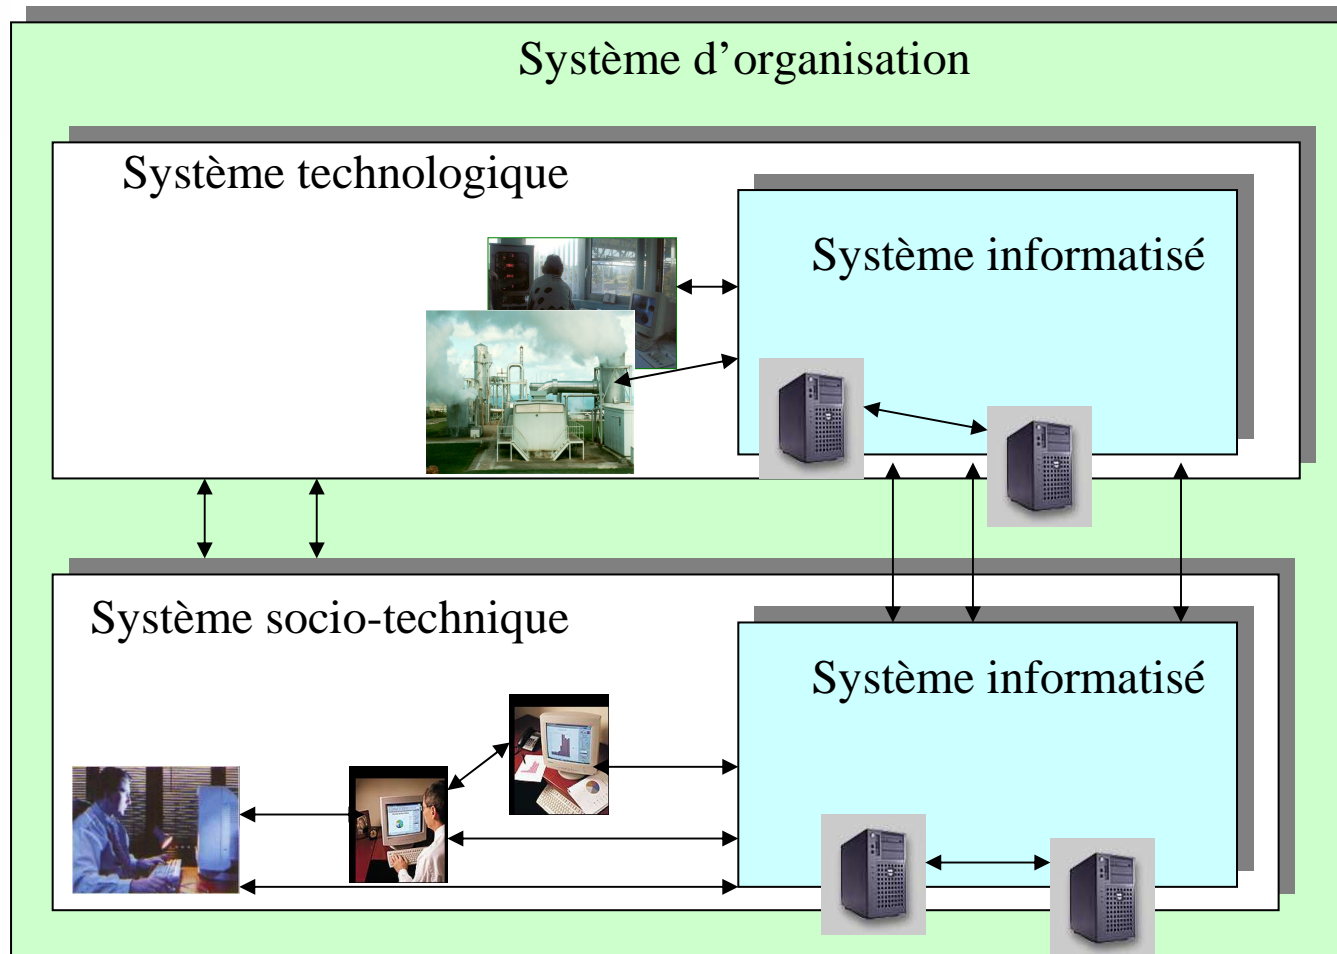 Système d’organisation
Système technologique
Système informatisé
Système socio-technique
Système informatisé